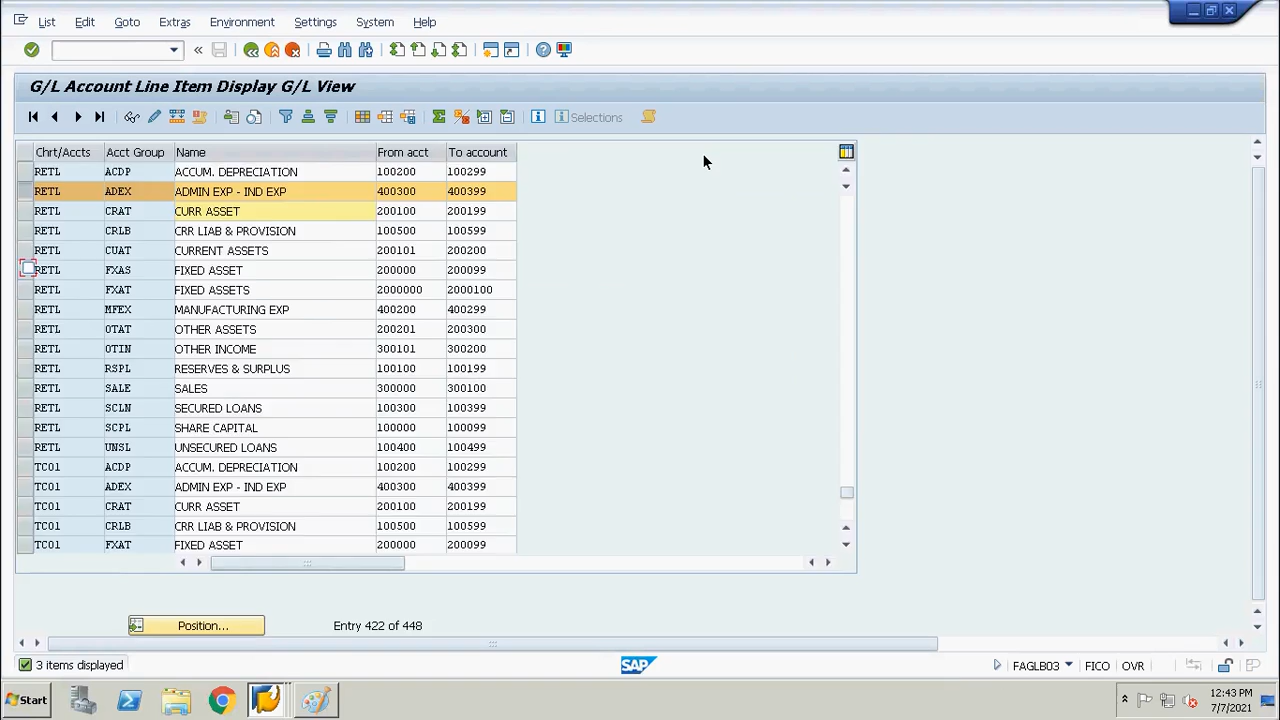 List Edit Goto Extras Environment Settings System Help
G/L Account Line Item Display G/L View
Selections
Chrt/Accts Acct Group Name From acct To account
RETL ACDP ACCUM. DEPRECIATION 100200 100299
RETL ADEX ADMIN EXP - IND EXP 400300 400399
RETL CRAT CURR ASSET 200100 200199
RETL CRLB CRR LIAB & PROVISION 100500 100599
RETL CUAT CURRENT ASSETS 200101 200200
RETL FXAS FIXED ASSET 200000 200099
RETL FXAT FIXED ASSETS 2000000 2000100
RETL MFEX MANUFACTURING EXP 400200 400299
RETL OTAT OTHER ASSETS 200201 200300
RETL OTIN OTHER INCOME 300101 300200
RETL RSPL RESERVES & SURPLUS 100100 100199
RETL SALE SALES 300000 300100
RETL SCLN SECURED LOANS 100300 100399
RETL SCPL SHARE CAPITAL 100000 100099
RETL UNSL UNSECURED LOANS 100400 100499
TC01 ACDP ACCUM. DEPRECIATION 100200 100299
TC01 ADEX ADMIN EXP - IND EXP 400300 400399
TC01 CRAT CURR ASSET 200100 200199
TC01 CRLB CRR LIAB & PROVISION 100500 100599
TC01 FXAT FIXED ASSET 200000 200099
Position... Entry 422 of 448
3 items displayed SAP FAGLB03 FICO OVR
Start 12:43 PM
7/7/2021